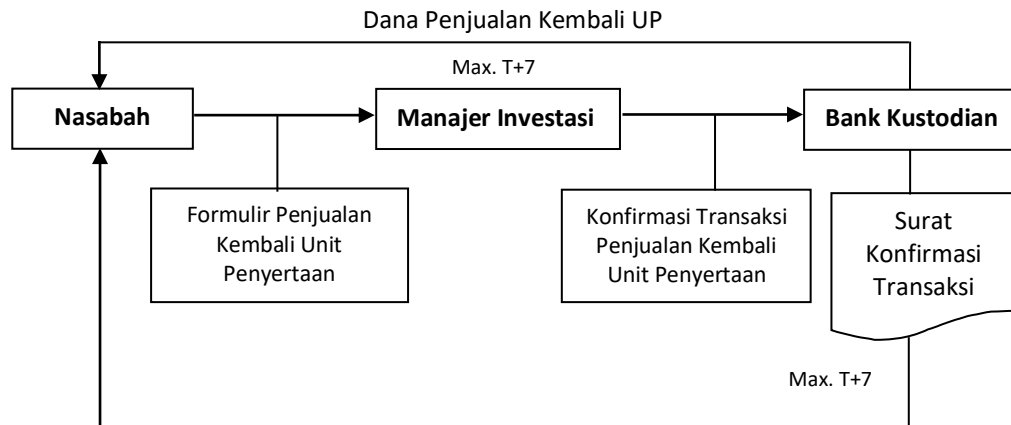 Dana Penjualan Kembali UP
Max. T+7
Nasabah
Manajer Investasi
Bank Kustodian
Formulir Penjualan
Kembali Unit
Penyertaan
Konfirmasi Transaksi
Penjualan Kembali
Unit Penyertaan
Surat
Konfirmasi
Transaksi
Max. T+7